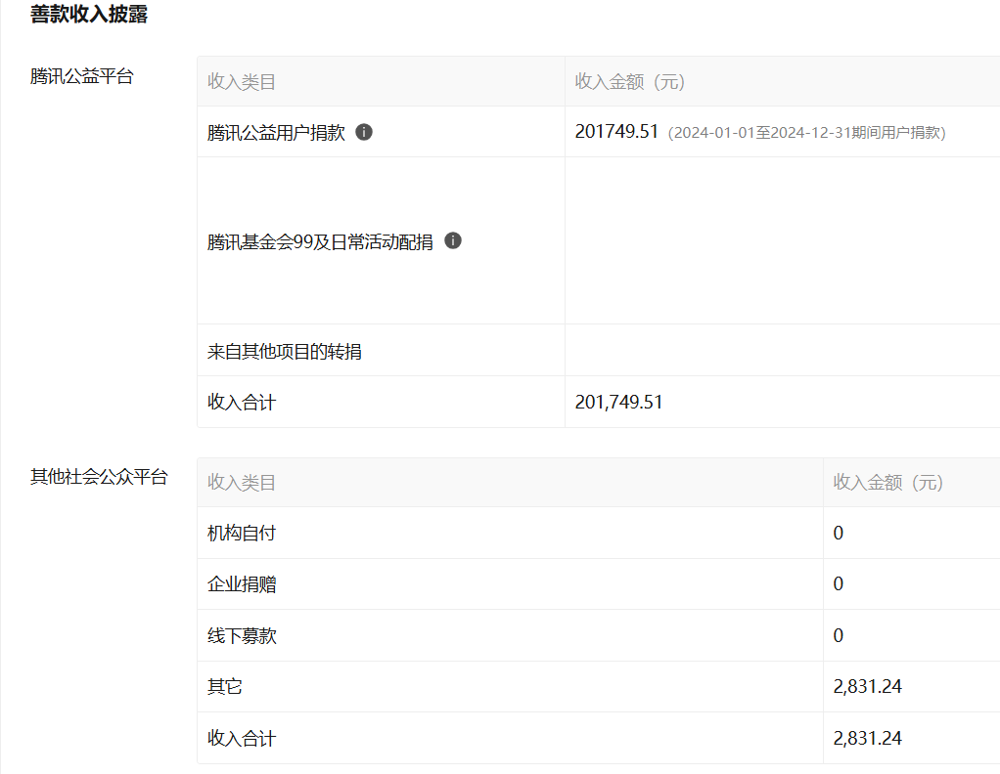 善款收入披露
腾讯公益平台
收入类目 收入金额（元）
腾讯公益用户捐款 201749.51 (2024-01-01至2024-12-31期间用户捐款)
腾讯基金会99及日常活动配捐
来自其他项目的转捐
收入合计 201,749.51
其他社会公众平台
收入类目 收入金额（元）
机构自付 0
企业捐赠 0
线下募款 0
其它 2,831.24
收入合计 2,831.24